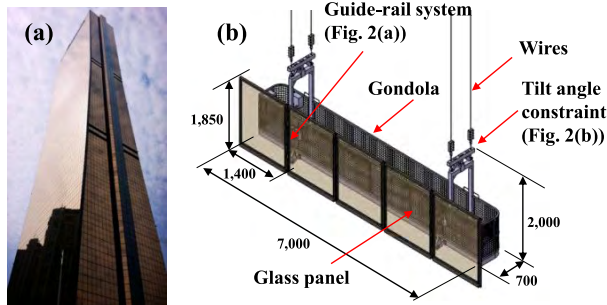 (a)
(b)
Guide-rail system
(Fig. 2(a))
Wires
Gondola
Tilt angle
constraint
(Fig. 2(b))
1,850
1,400
7,000
2,000
700
Glass panel